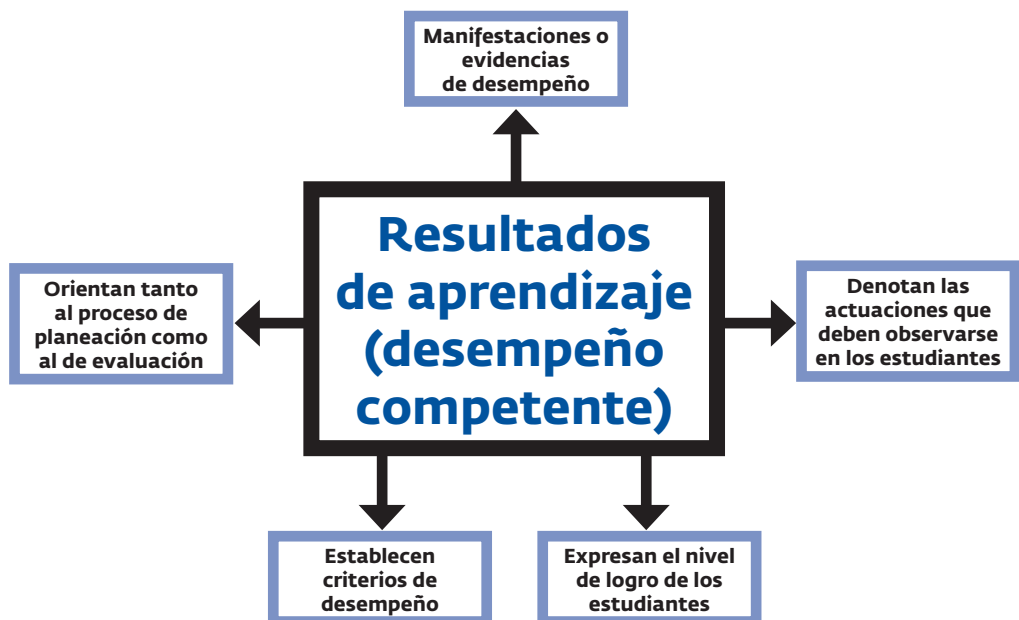 Manifestaciones o
evidencias
de desempeño
Resultados
de aprendizaje
(desempeño
competente)
Orientan tanto
al proceso de
planeación como
al de evaluación
Denotan las
actuaciones que
deben observarse
en los estudiantes
Establecen
criterios de
desempeño
Expresan el nivel
de logro de los
estudiantes